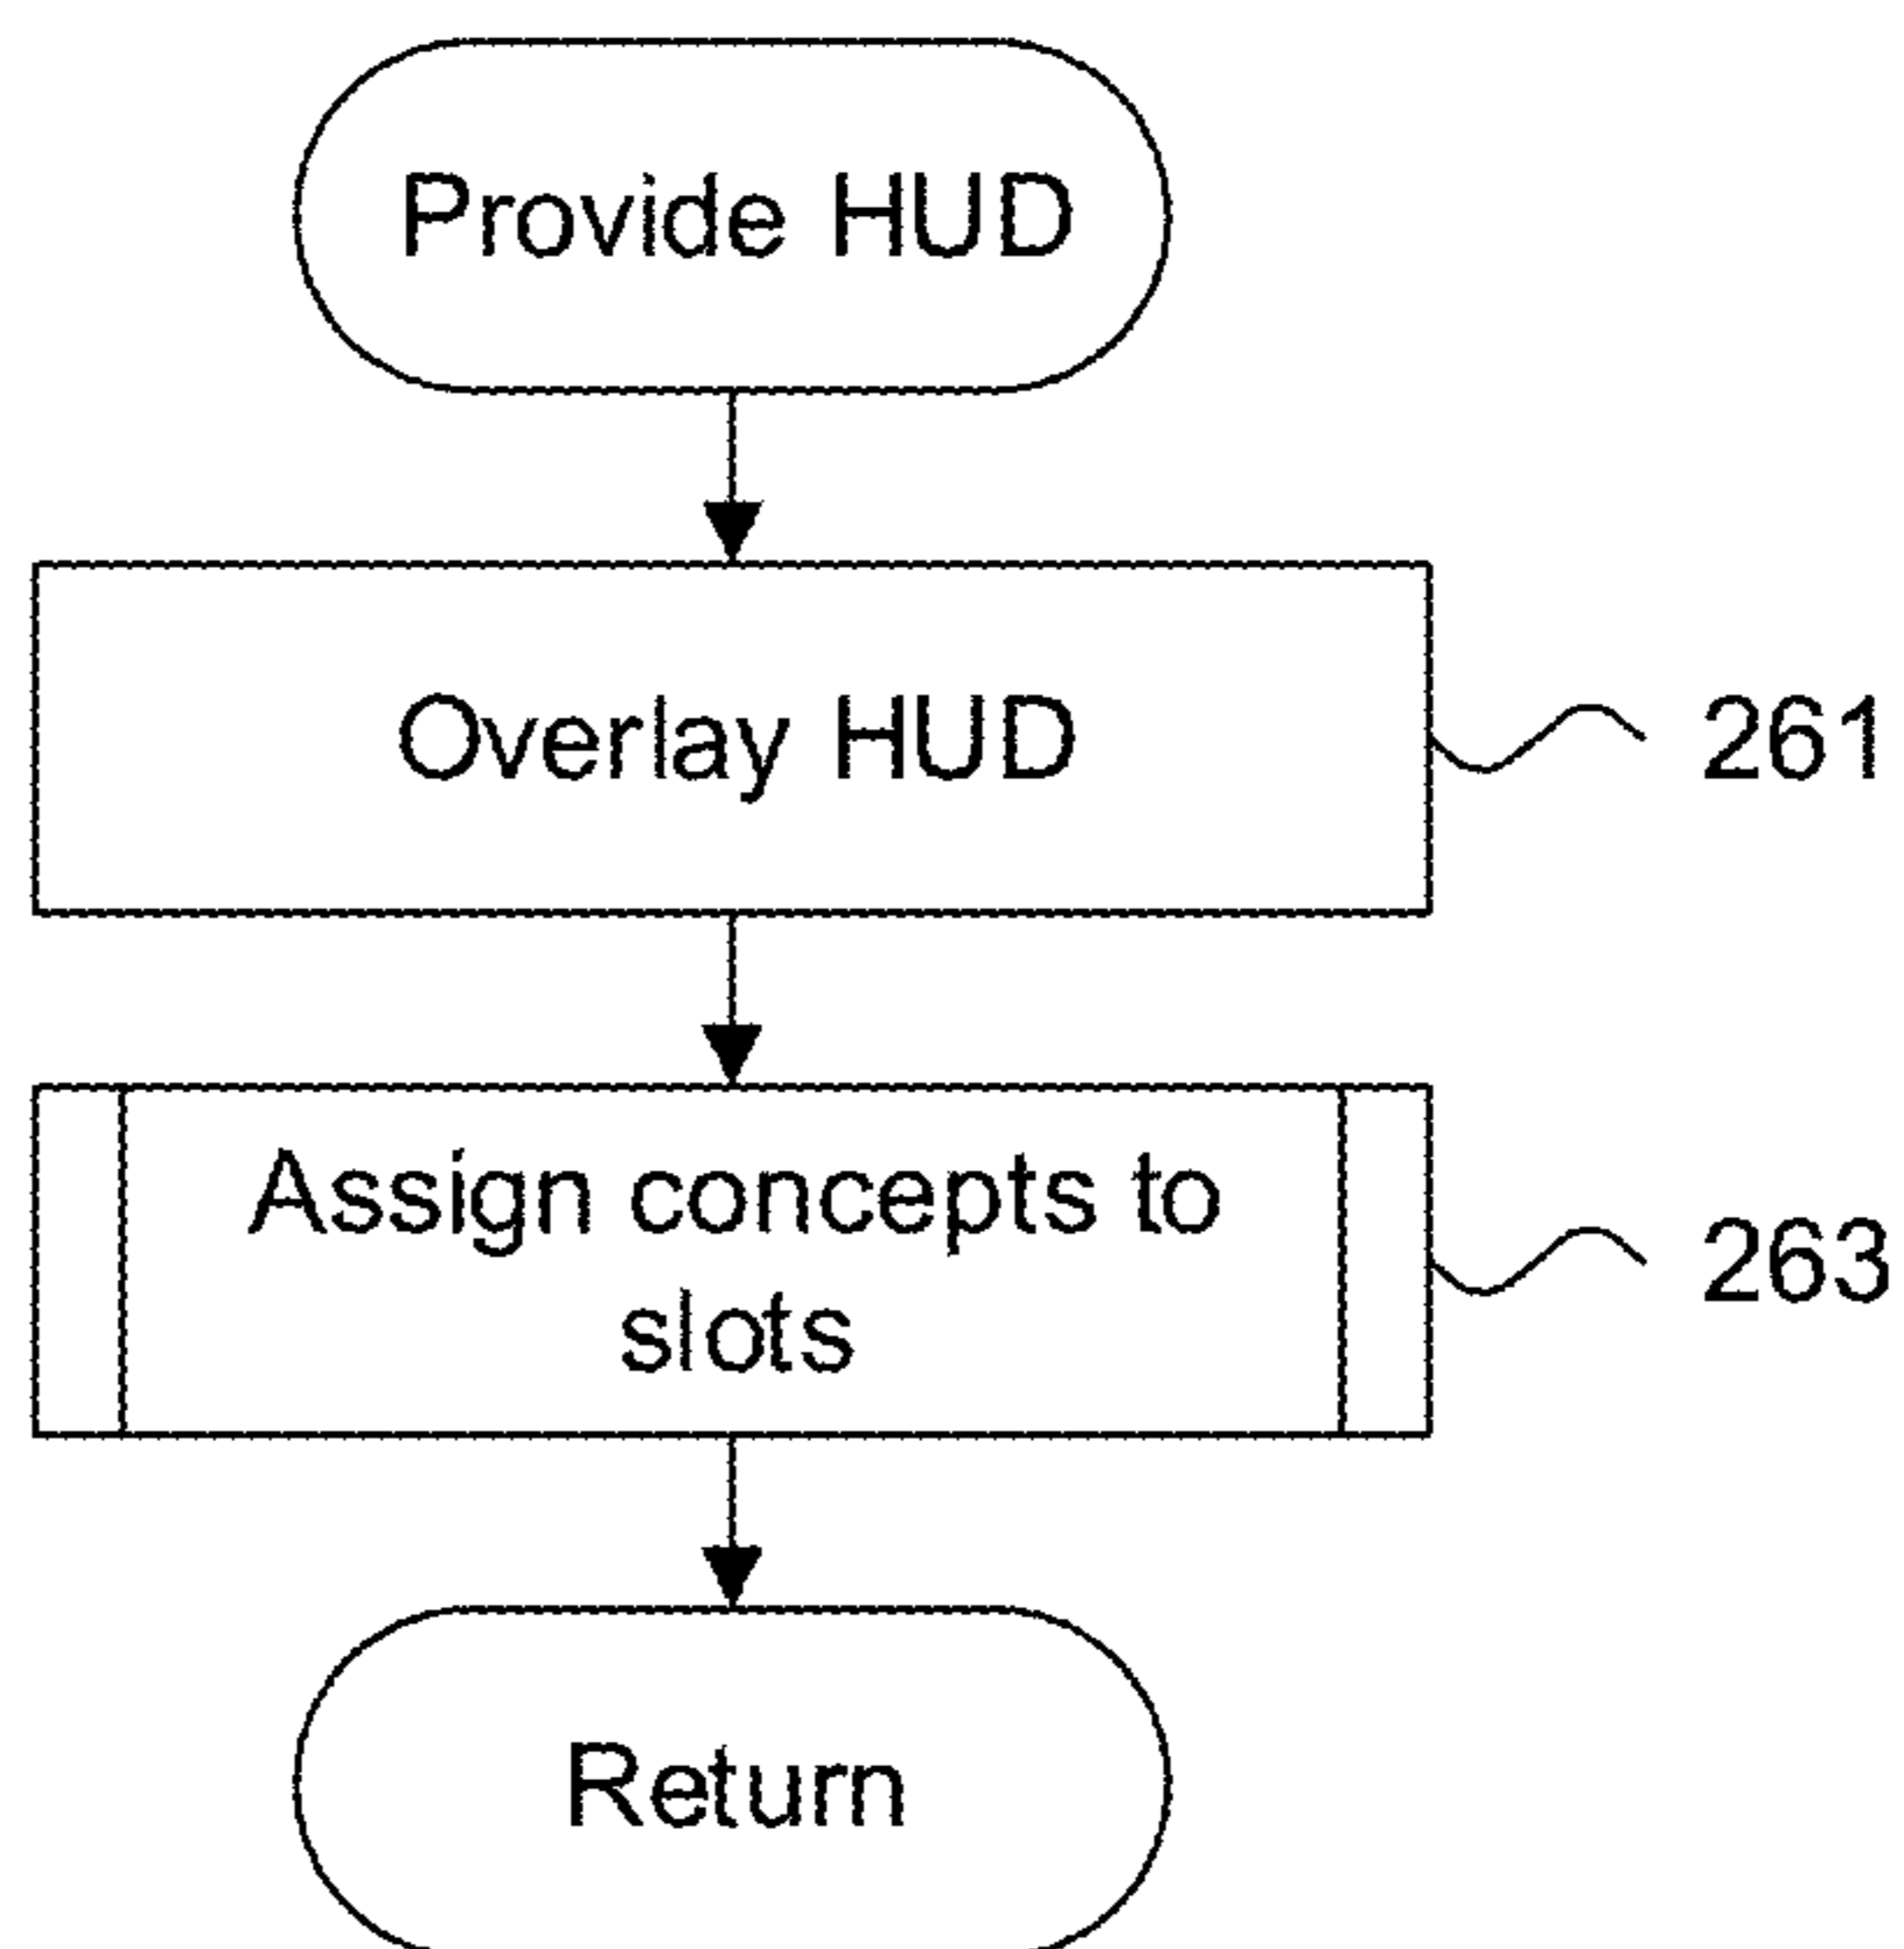 Provide HUD
Overlay HUD
261
Assign concepts to
slots
263
Return